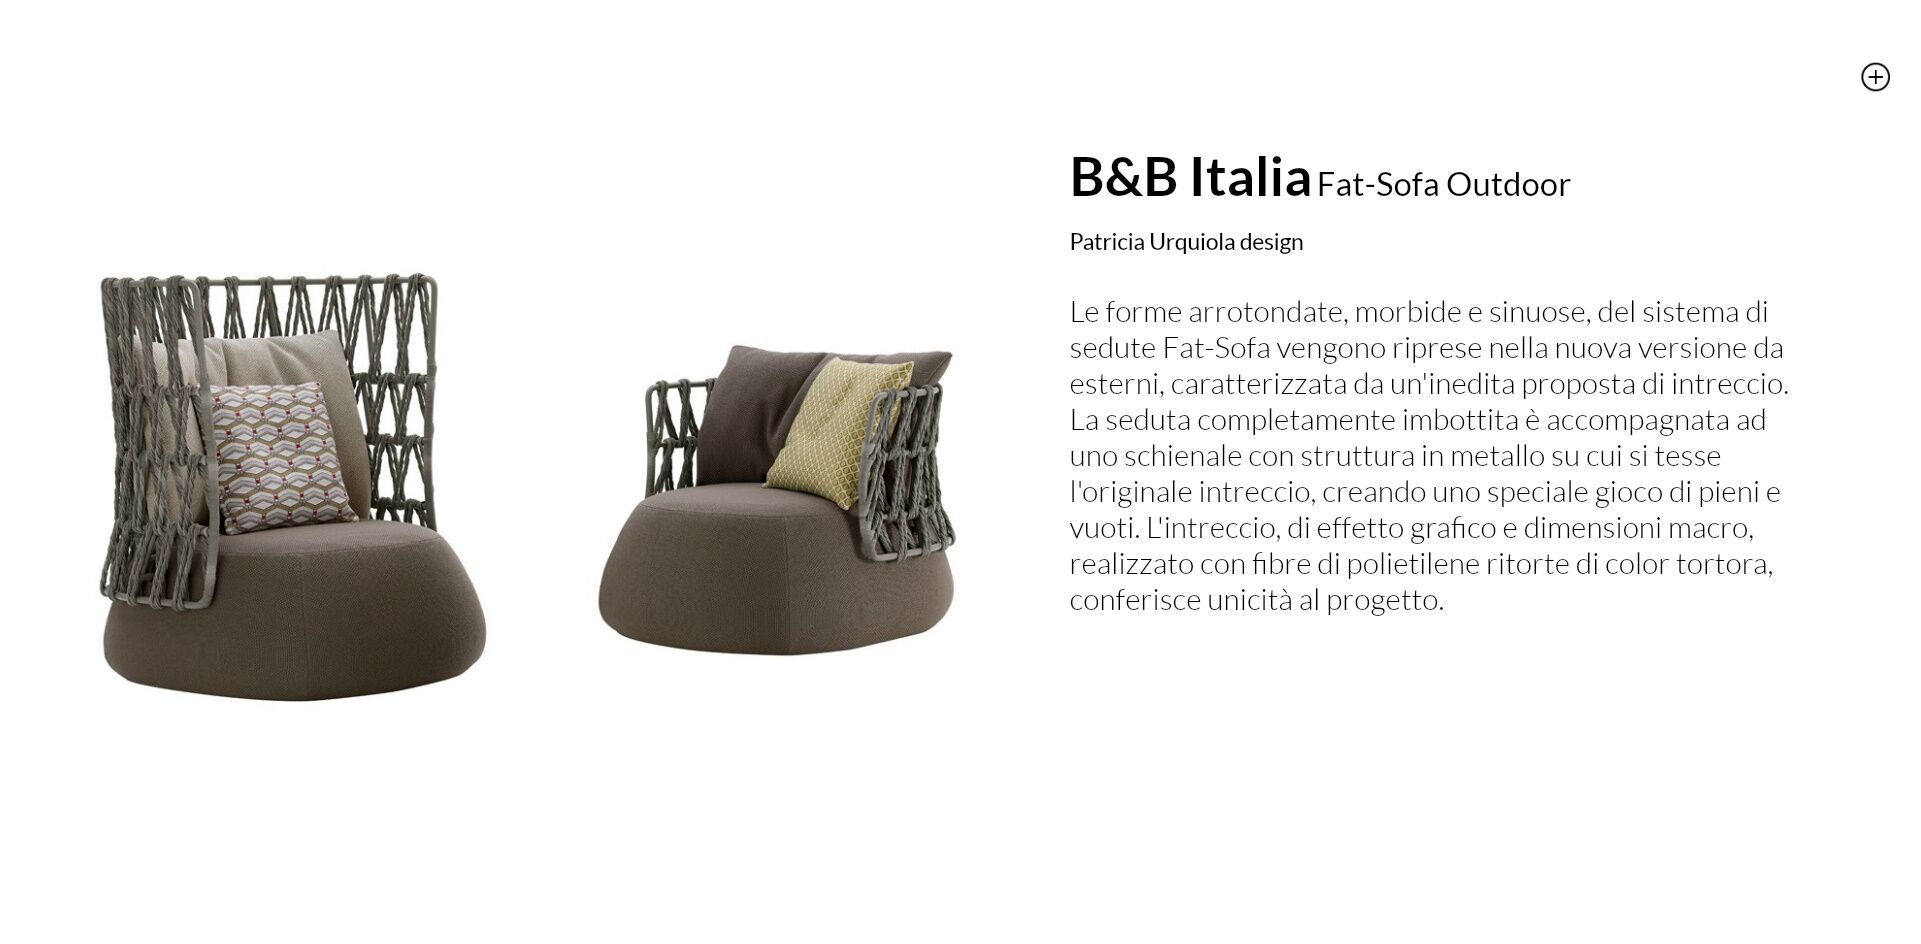 B&B Italia Fat-Sofa Outdoor
Patricia Urquiola design
Le forme arrotondate, morbide e sinuose, del sistema di
sedute Fat-Sofa vengono riprese nella nuova versione da
esterni, caratterizzata da un'inedita proposta di intreccio.
La seduta completamente imbottita è accompagnata ad
uno schienale con struttura in metallo su cui si tesse
l'originale intreccio, creando uno speciale gioco di pieni e
vuoti. L'intreccio, di effetto grafico e dimensioni macro,
realizzato con fibre di polietilene ritorte di color tortora,
conferisce unicità al progetto.